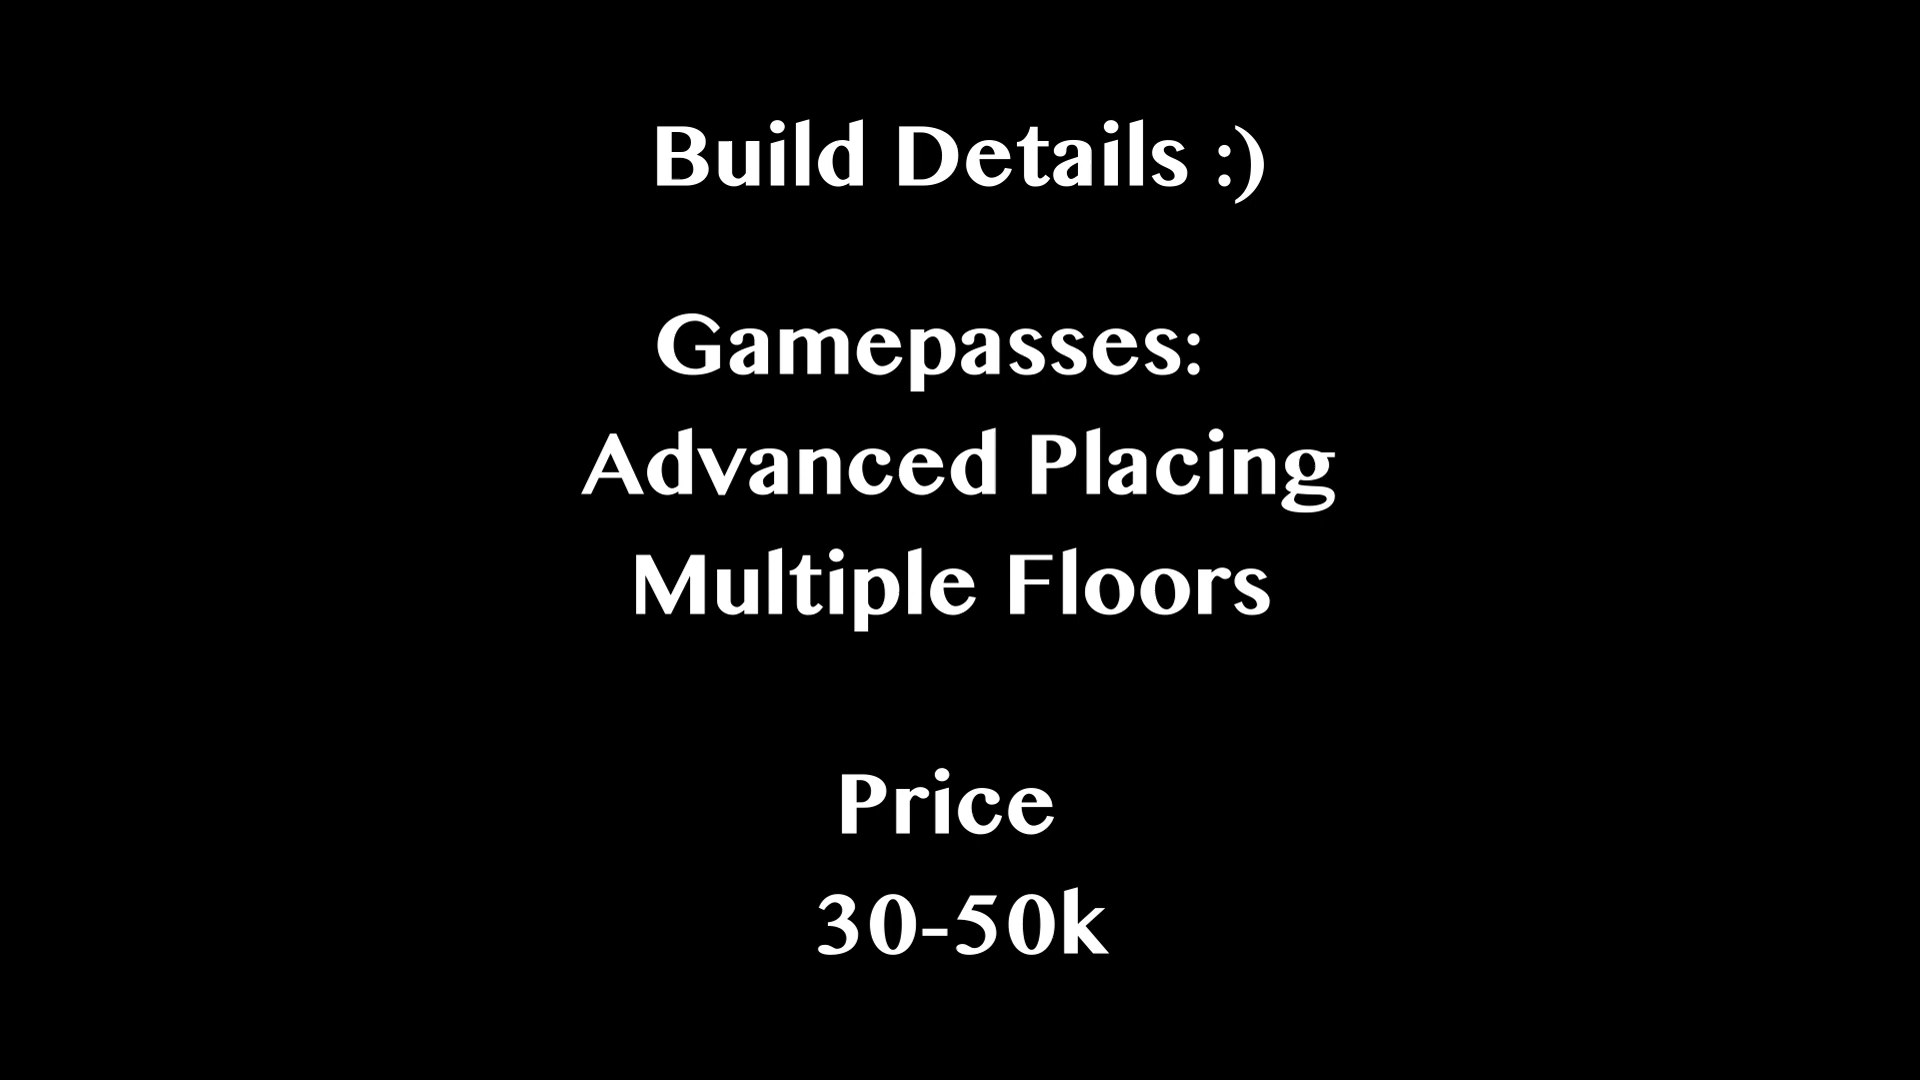 Build Details :)
Gamepasses:
Advanced Placing
Multiple Floors
Price
30-50k